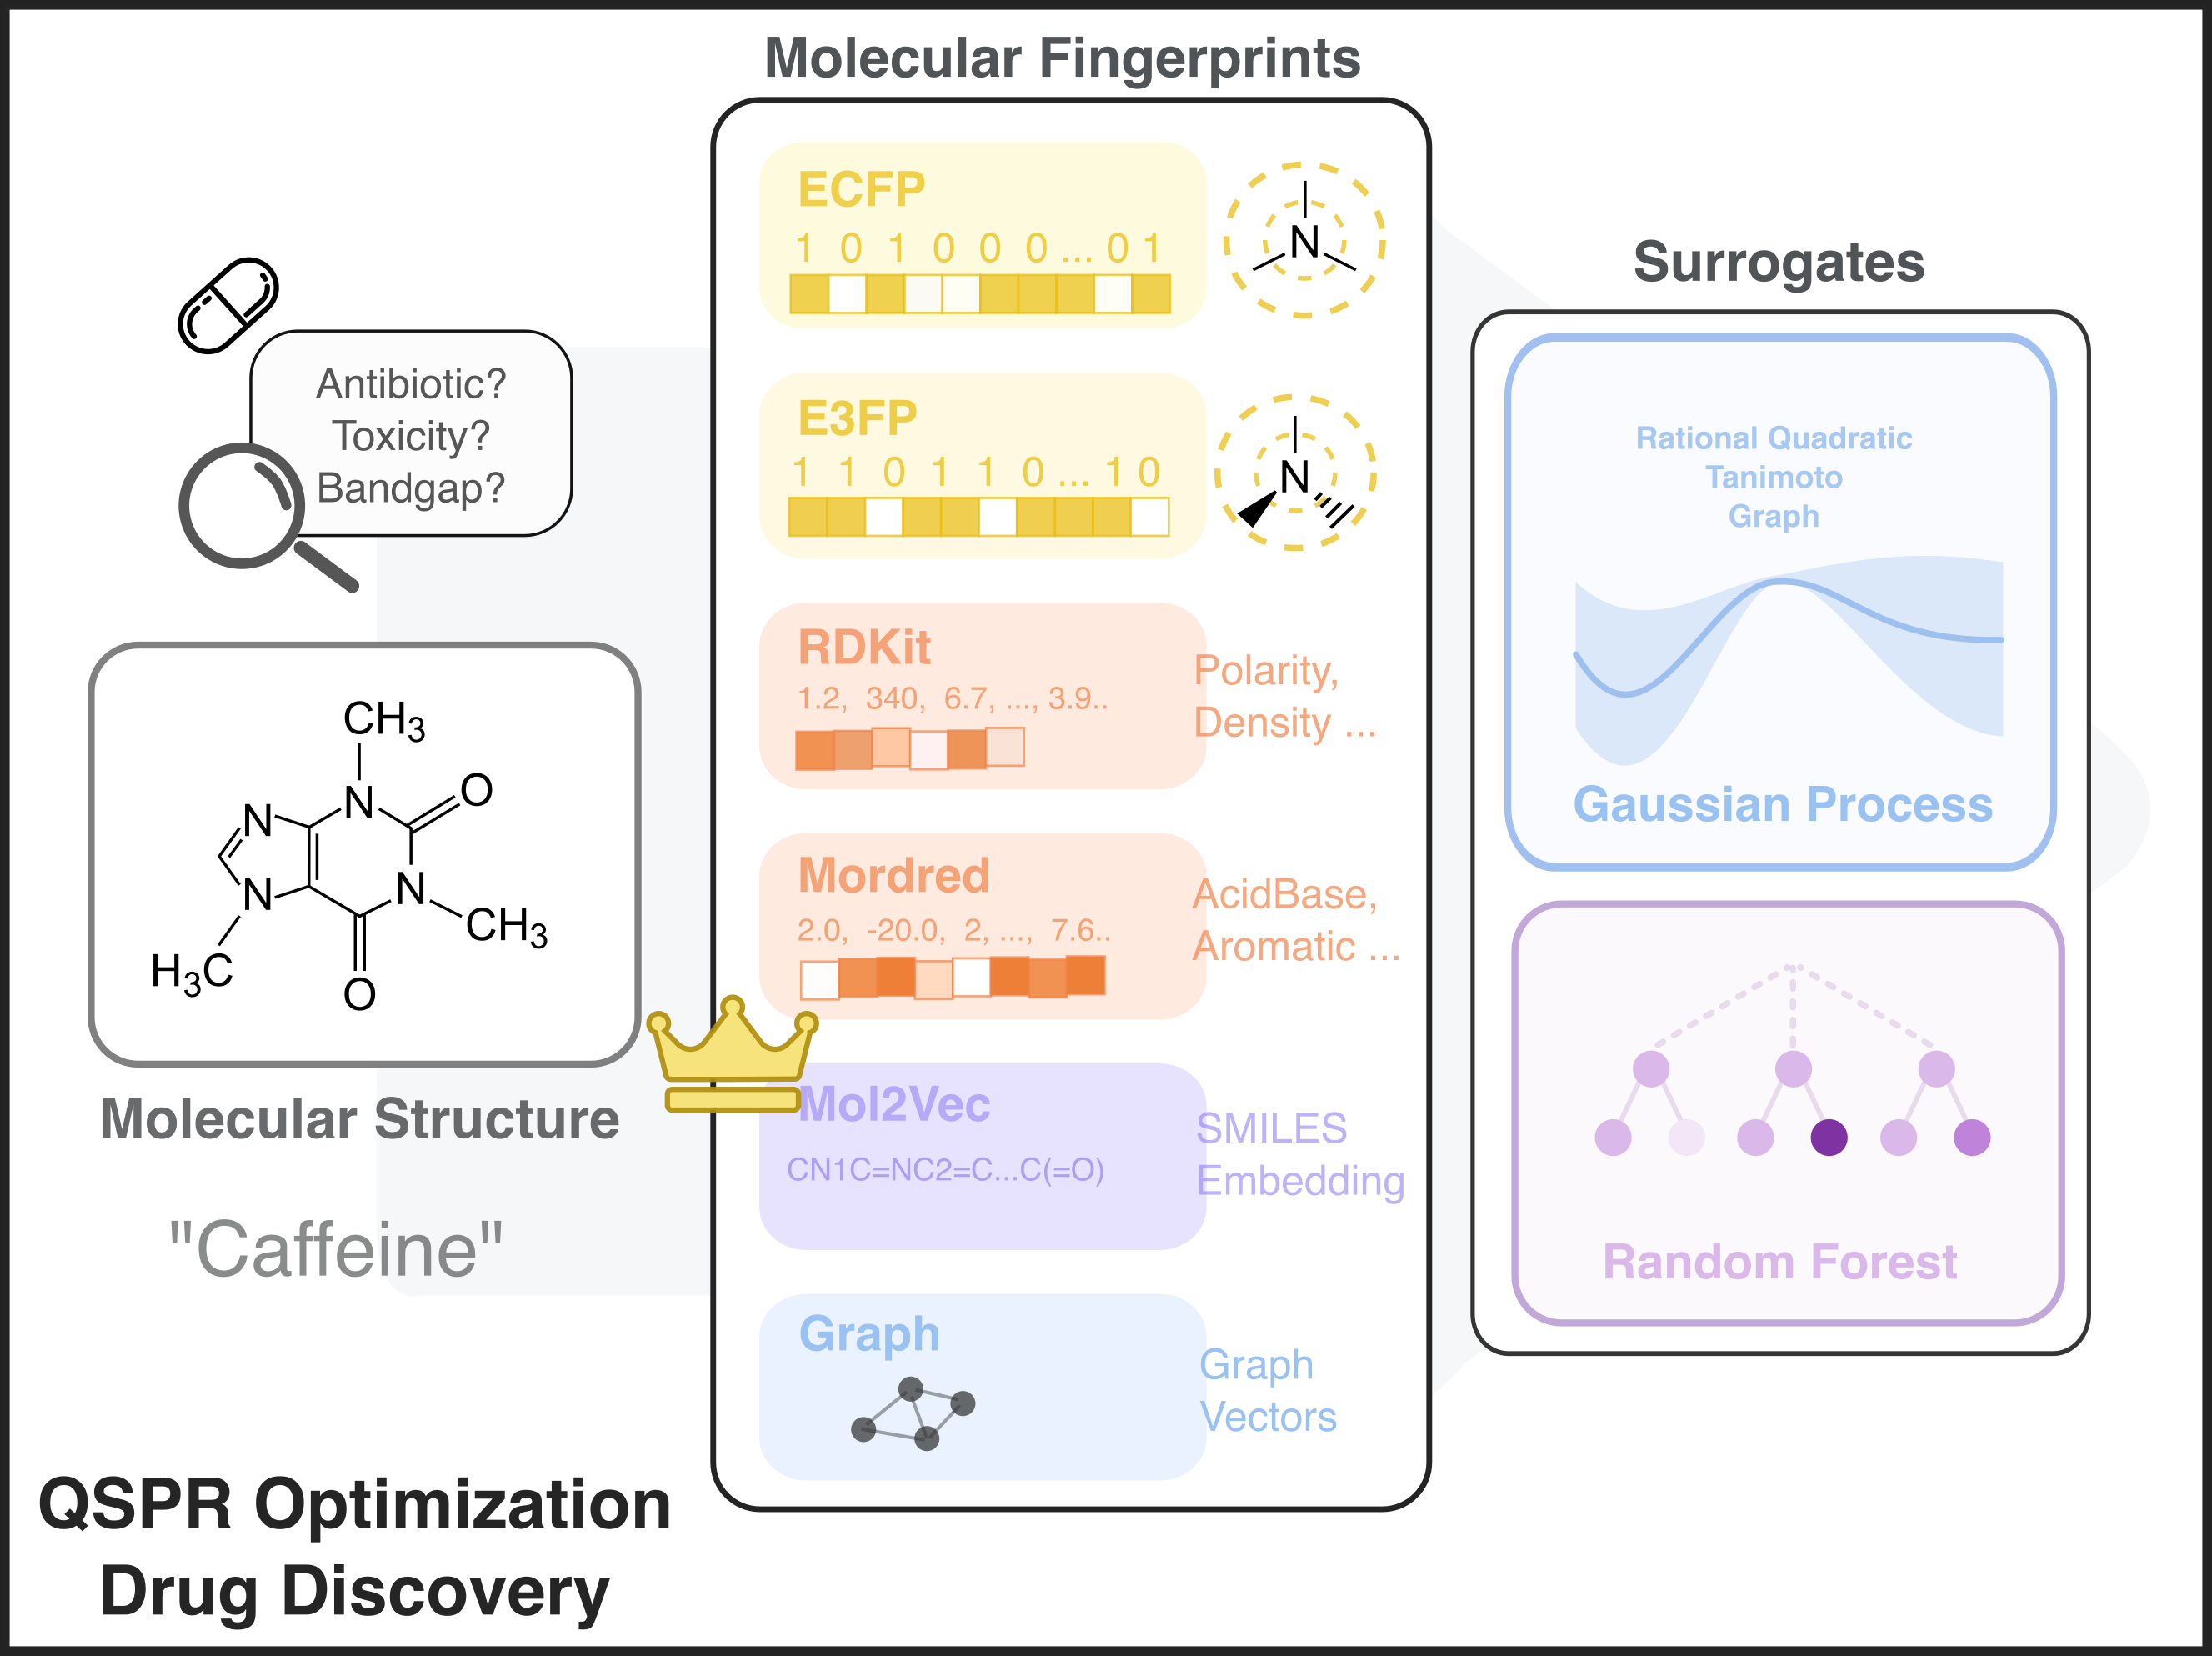 Molecular Fingerprints
Antibiotic?
Toxicity?
Bandgap?
CH3
N
O
N
N
N
CH3
H3C
O
Molecular Structure
"Caffeine"
QSPR Optimization
Drug Discovery
ECFP
1 0 1 0 0 0 ... 0 1
N
E3FP
1 1 0 1 1 0 ... 1 0
N
RDKit
1.2, 340, 6.7, ..., 3.9..
Polarity,
Density ...
Mordred
2.0, -20.0, 2, ..., 7.6..
AcidBase,
Aromatic ...
Mol2Vec
CN1C=NC2=C...C(=O)
SMILES
Embedding
Graph
Graph
Vectors
Surrogates
Rational Quadratic
Tanimoto
Graph
Gaussian Process
Random Forest